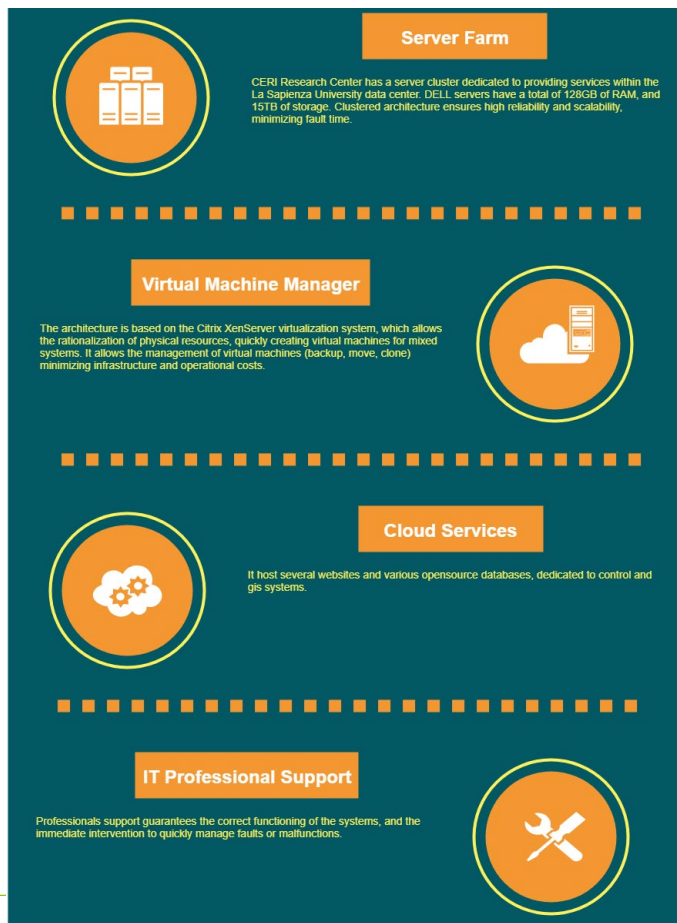 Server Farm
CERI Research Center has a server cluster dedicated to providing services within the
La Sapienza University data center. DELL servers have a total of 128GB of RAM, and
15TB of storage. Clustered architecture ensures high reliability and scalability,
minimizing fault time.
Virtual Machine Manager
The architecture is based on the Citrix XenServer virtualization system, which allows
the rationalization of physical resources, quickly creating virtual machines for mixed
systems. It allows the management of virtual machines (backup, move, clone)
minimizing infrastructure and operational costs.
Cloud Services
It host several websites and various opensource databases, dedicated to control and
gis systems.
IT Professional Support
Professionals support guarantees the correct functioning of the systems, and the
immediate intervention to quickly manage faults or malfunctions.